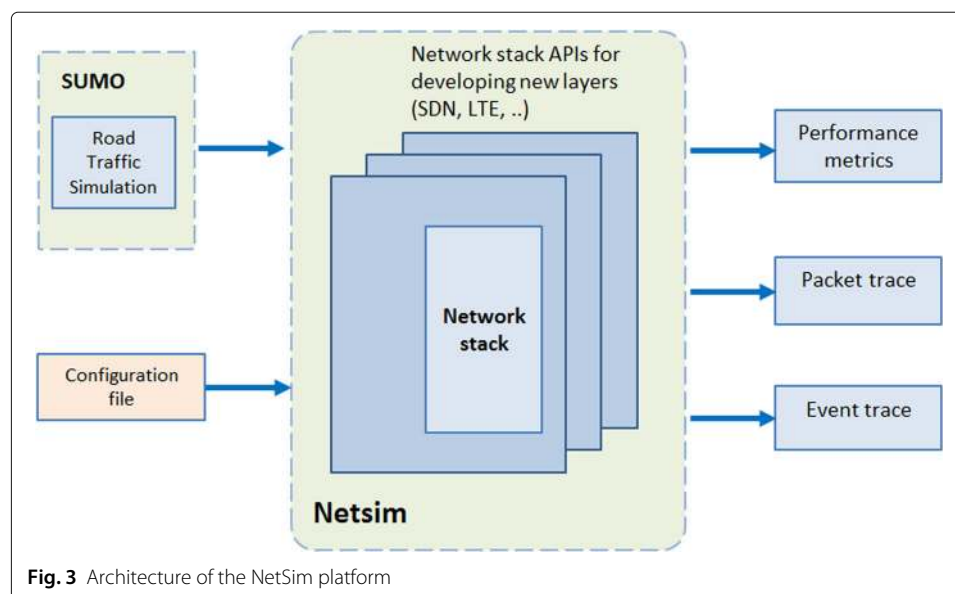 SUMO
Road
Traffic
Simulation
Configuration
file
Network stack APIs for
developing new layers
(SDN, LTE, ..)
Network
stack
Netsim
Performance
metrics
Packet trace
Event trace
Fig. 3 Architecture of the NetSim platform